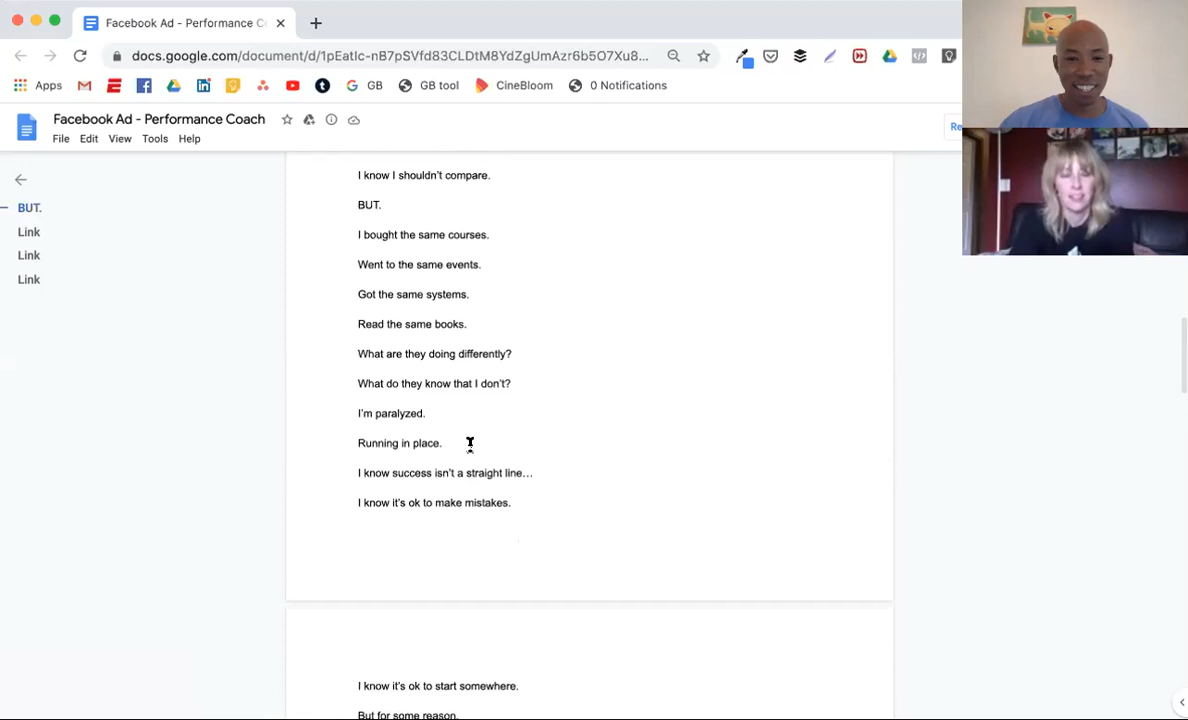 Facebook Ad - Performance C
docs.google.com/document/d/1pEatlc-nB7pSVfd83CLDtM8YdZgUmAzr6b5O7Xu8...
Apps
GB
GB tool
CineBloom
0 Notifications
Facebook Ad - Performance Coach
File Edit View Tools Help
Re
BUT.
Link
Link
Link
I know I shouldn't compare.
BUT.
I bought the same courses.
Went to the same events.
Got the same systems.
Read the same books.
What are they doing differently?
What do they know that I don't?
I'm paralyzed.
Running in place.
I know success isn't a straight line…
I know it's ok to make mistakes.
I know it's ok to start somewhere.
But for some reason.